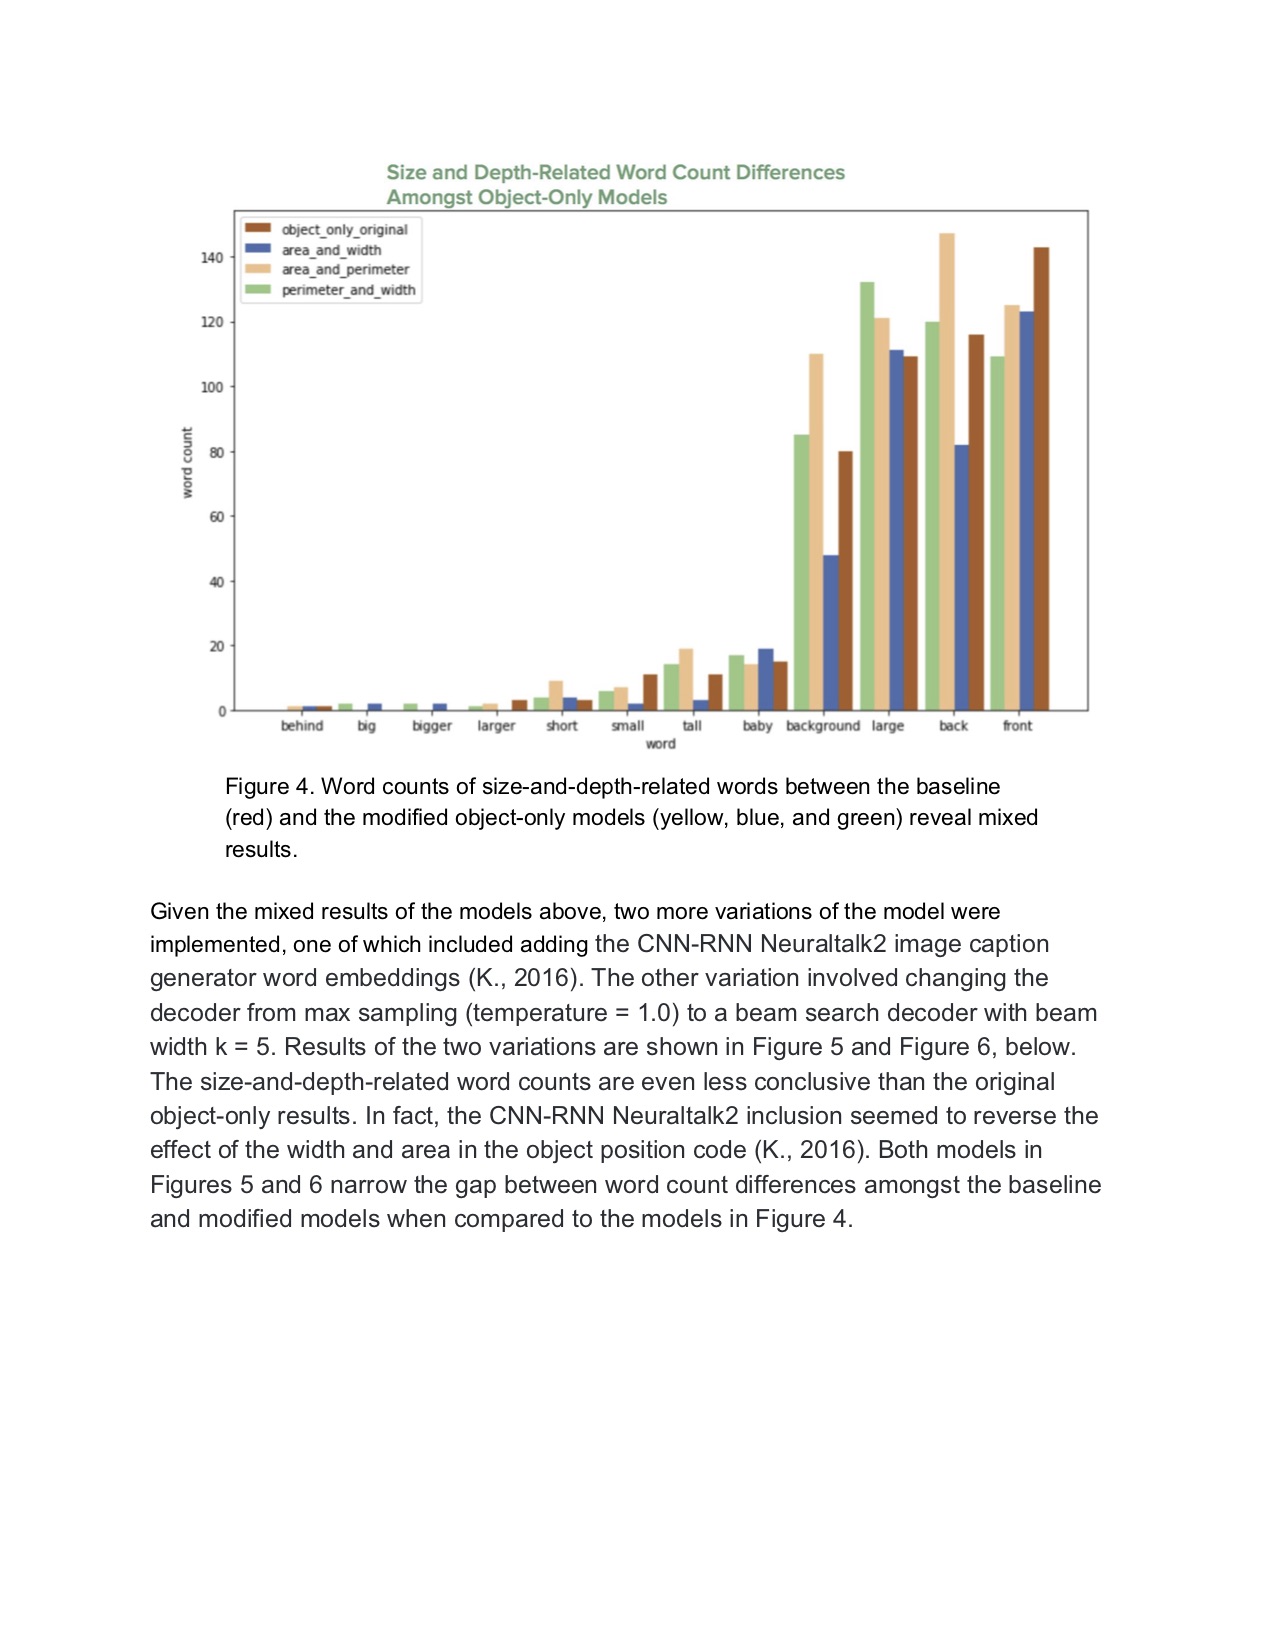 Size and Depth-Related Word Count Differences
Amongst Object-Only Models
object_only_original
area_and_width
area_and_perimeter
perimeter_and_width
140
120
100
80
60
40
20
0
word count
behind big bigger larger short small tall baby background large back front
word
Figure 4. Word counts of size-and-depth-related words between the baseline
(red) and the modified object-only models (yellow, blue, and green) reveal mixed
results.
Given the mixed results of the models above, two more variations of the model were
implemented, one of which included adding the CNN-RNN Neuraltalk2 image caption
generator word embeddings (K., 2016). The other variation involved changing the
decoder from max sampling (temperature = 1.0) to a beam search decoder with beam
width k = 5. Results of the two variations are shown in Figure 5 and Figure 6, below.
The size-and-depth-related word counts are even less conclusive than the original
object-only results. In fact, the CNN-RNN Neuraltalk2 inclusion seemed to reverse the
effect of the width and area in the object position code (K., 2016). Both models in
Figures 5 and 6 narrow the gap between word count differences amongst the baseline
and modified models when compared to the models in Figure 4.